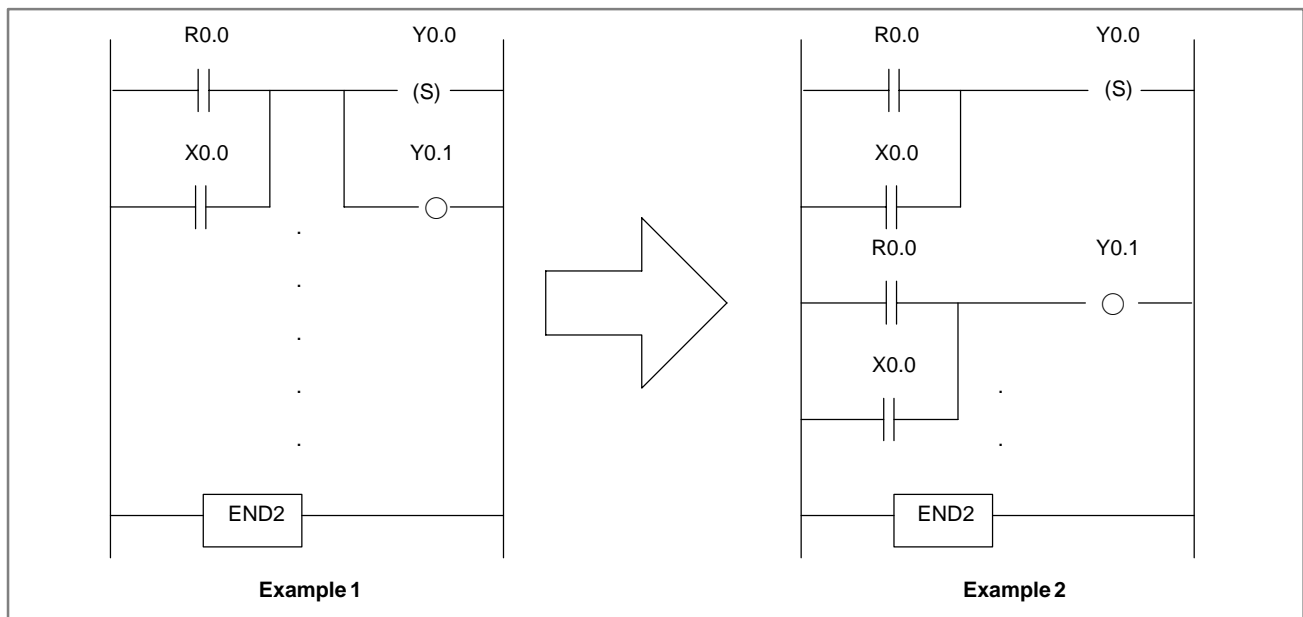 R0.0 Y0.0
(S)
X0.0 Y0.1
.
.
.
.
.
END2
Example 1
R0.0 Y0.0
(S)
X0.0
R0.0 Y0.1
X0.0
.
.
END2
Example 2